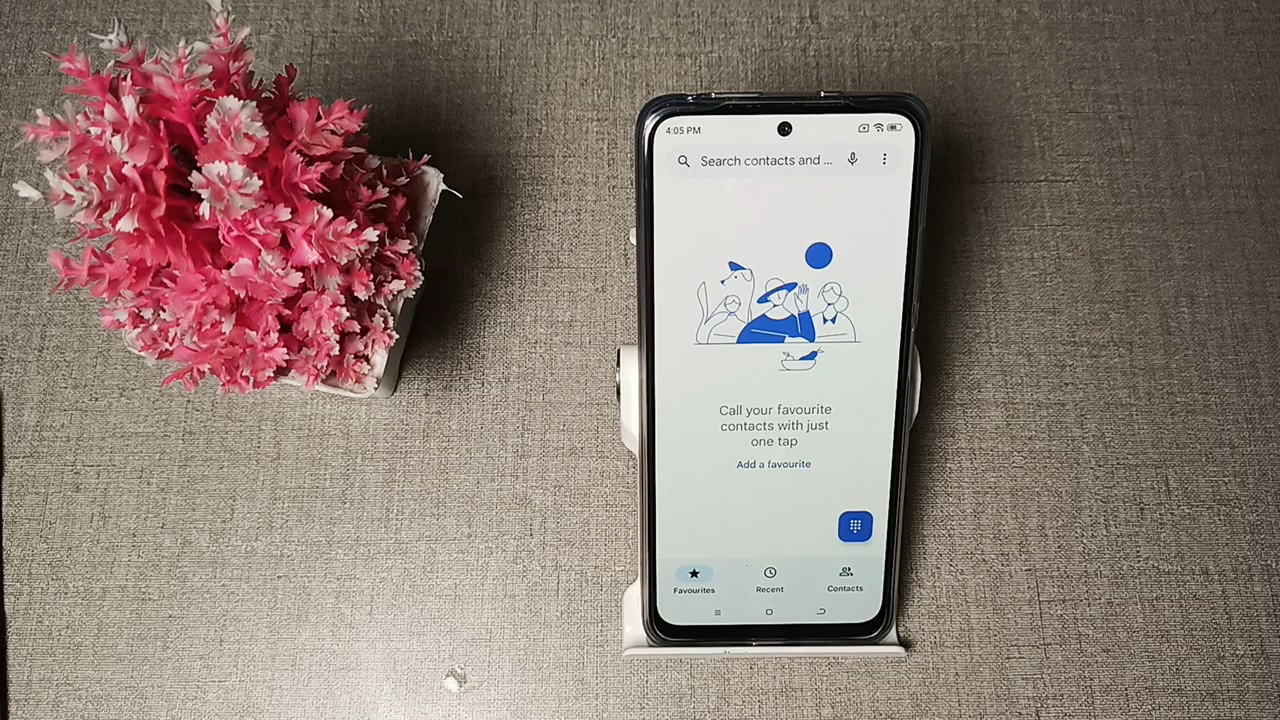 4:05 PM
Search contacts and ...
Call your favourite
contacts with just
one tap
Add a favourite
Favourites
Recent
Contacts